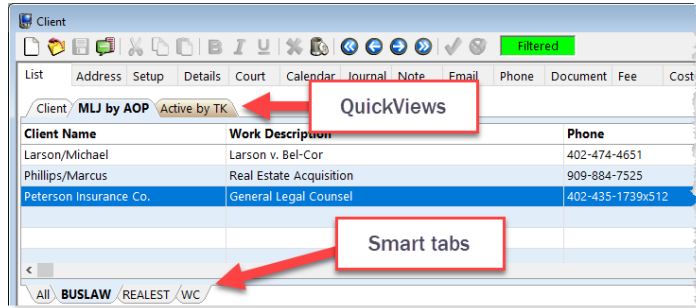 Client
B I U
Filtered
List Address Setup Details Court Calendar Journal Note Email Phone Document Fee Cost
Client MLJ by AOP Active by TK
QuickViews
Client Name Work Description Phone
Larson/Michael Larson v. Bel-Cor 402-474-4651
Phillips/Marcus Real Estate Acquisition 909-884-7525
Peterson Insurance Co. General Legal Counsel 402-435-1739x512
Smart tabs
All BUSLAW REALEST WC